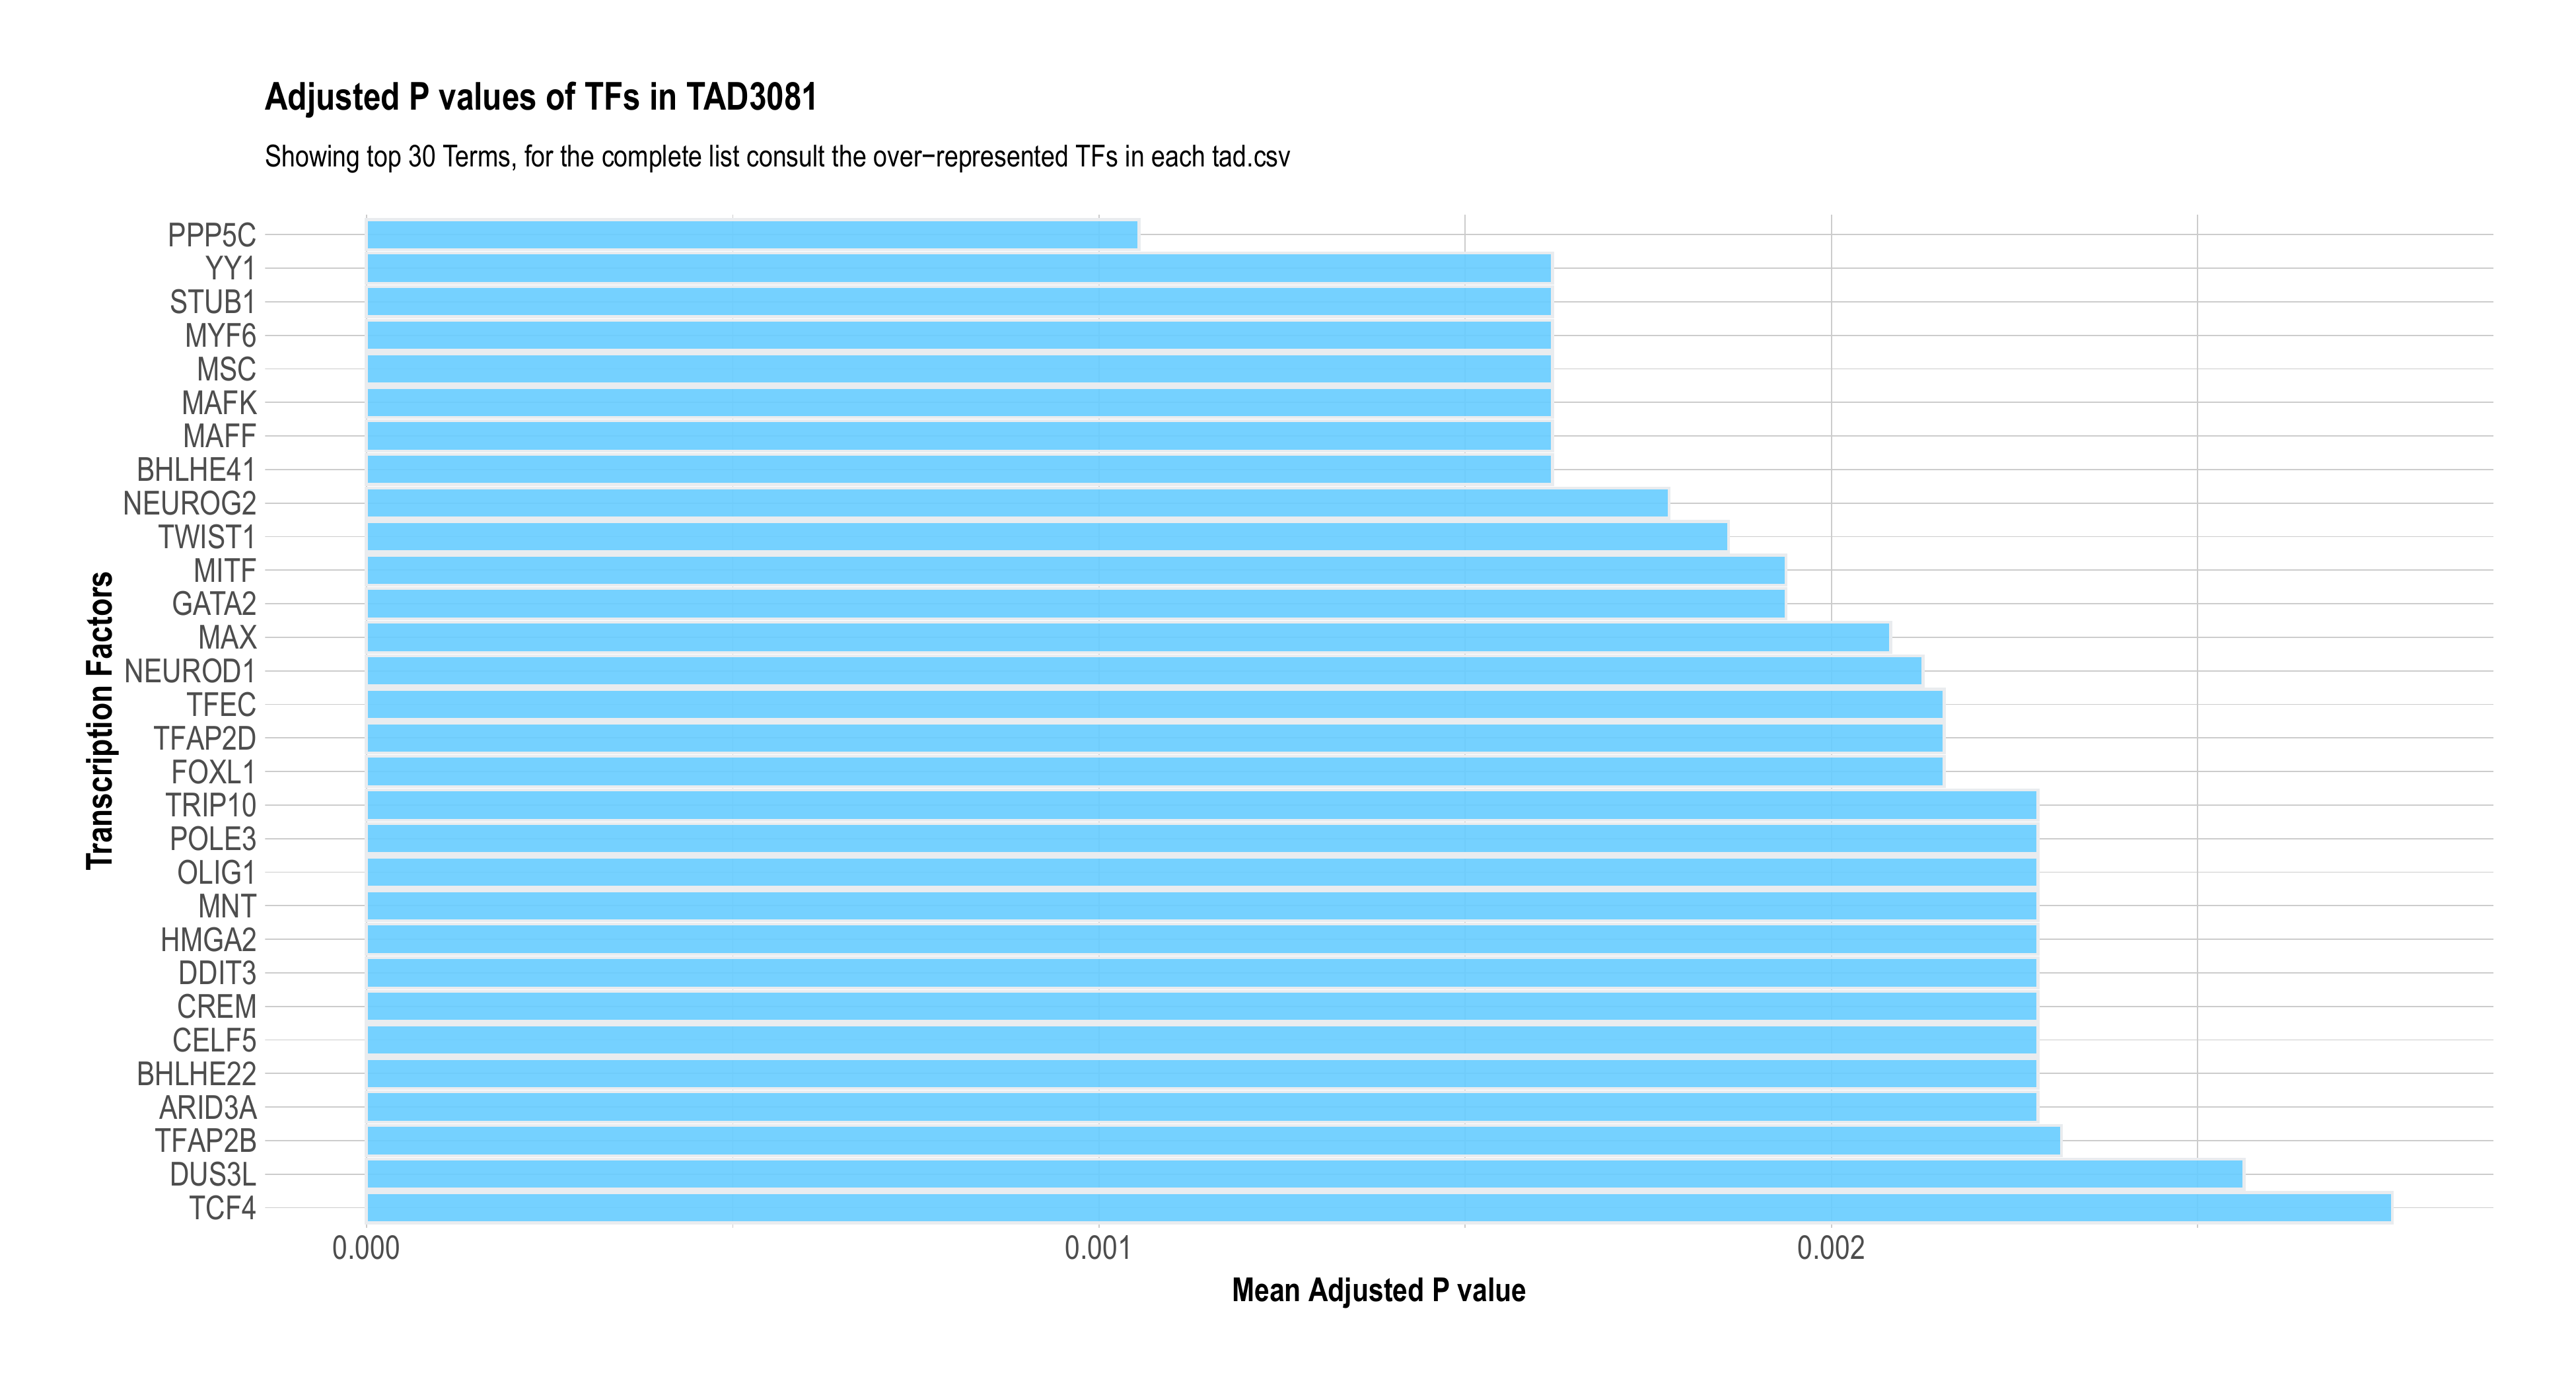 Adjusted P values of TFs in TAD3081
Showing top 30 Terms, for the complete list consult the over−represented TFs in each tad.csv
Transcription Factors
PPP5C
YY1
STUB1
MYF6
MSC
MAFK
MAFF
BHLHE41
NEUROG2
TWIST1
MITF
GATA2
MAX
NEUROD1
TFEC
TFAP2D
FOXL1
TRIP10
POLE3
OLIG1
MNT
HMGA2
DDIT3
CREM
CELF5
BHLHE22
ARID3A
TFAP2B
DUS3L
TCF4
0.000 0.001 0.002
Mean Adjusted P value